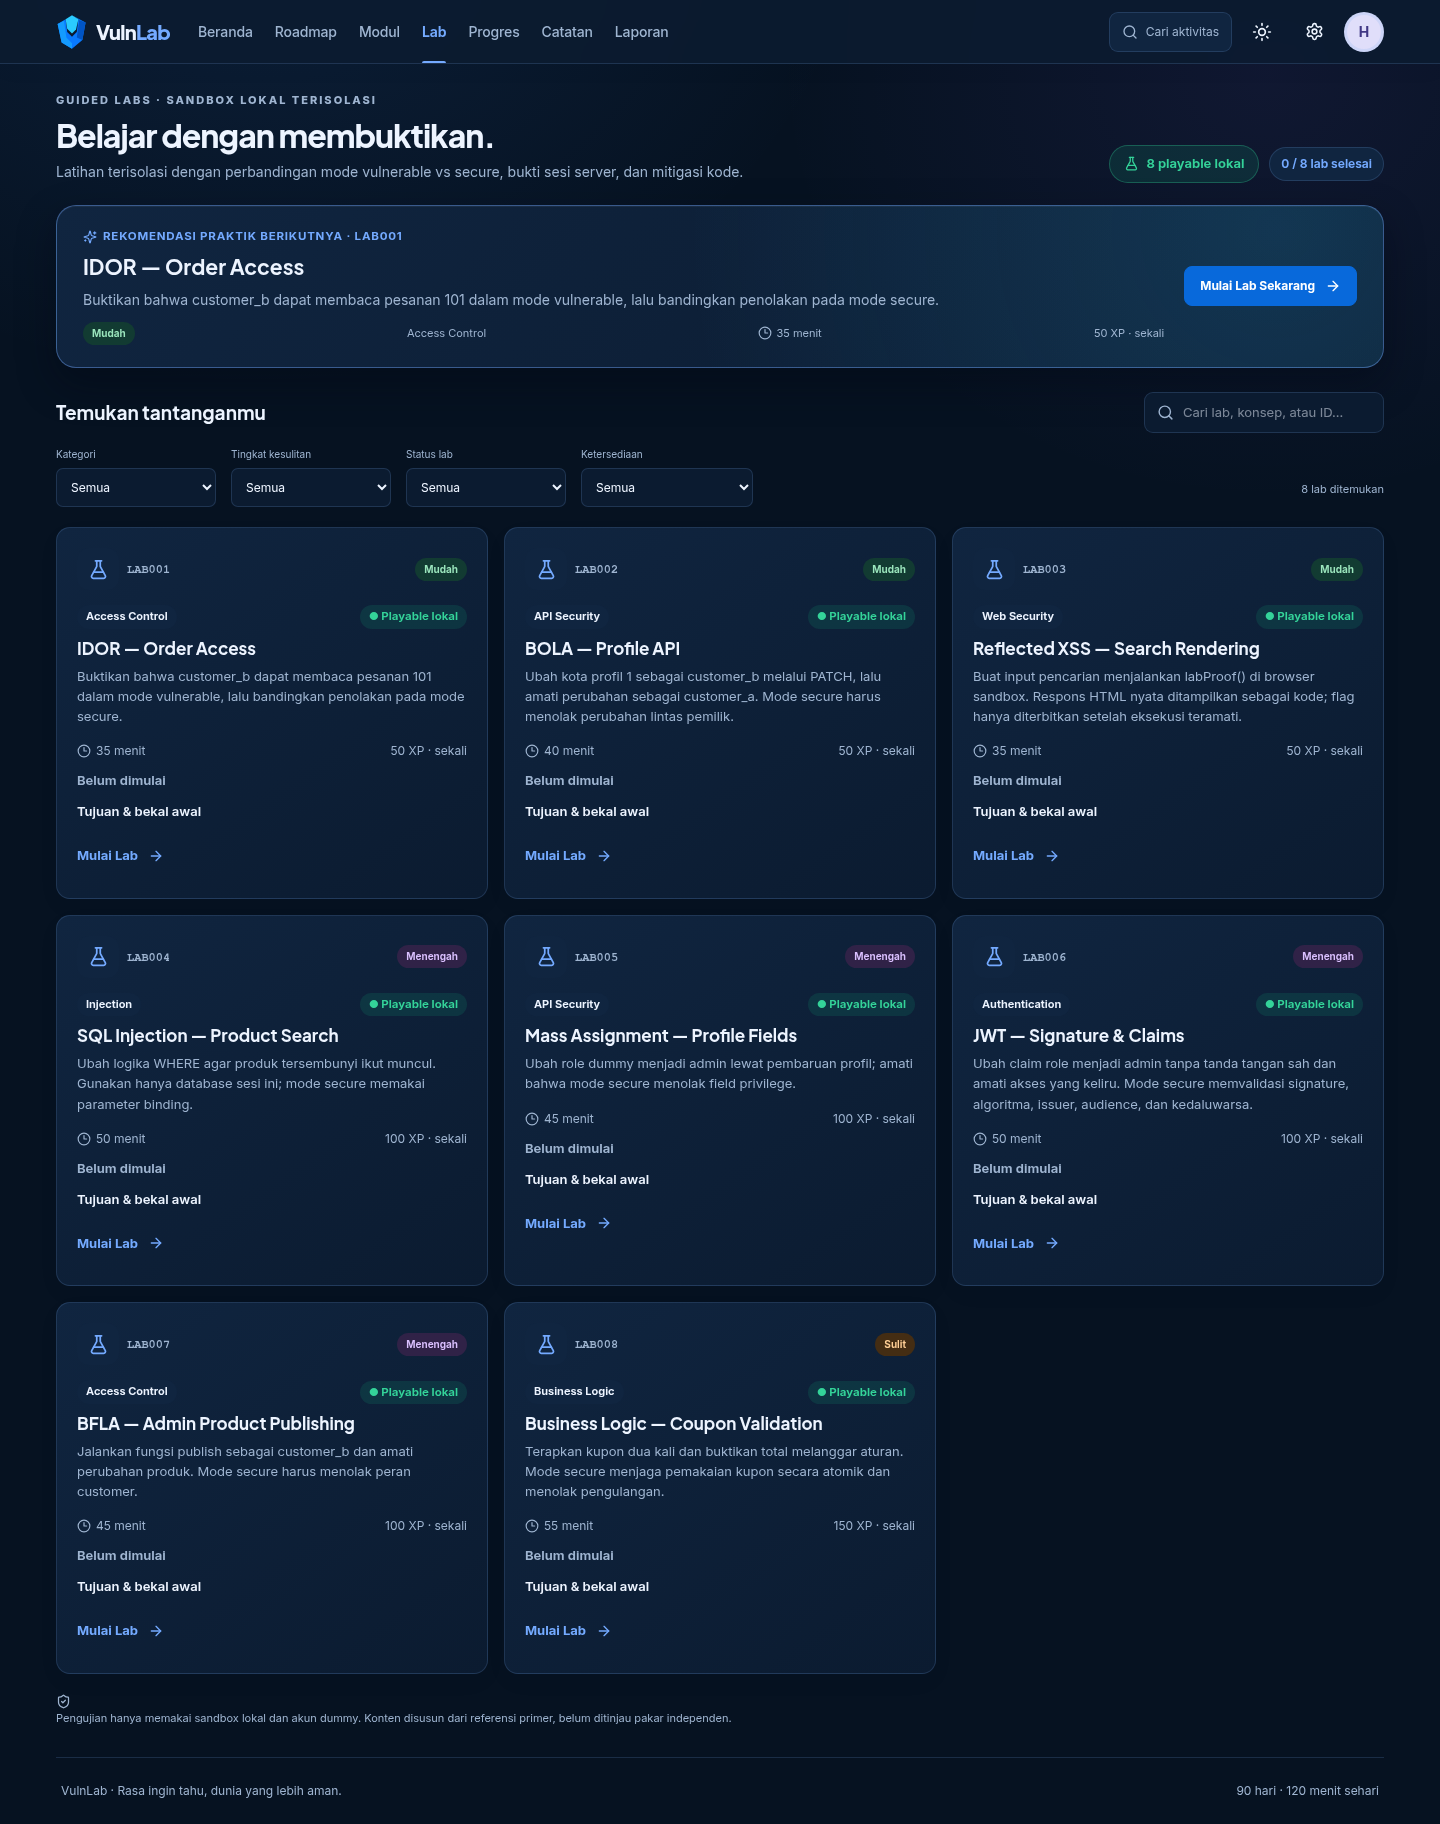 VulnLab
Beranda Roadmap Modul Lab Progres Catatan Laporan
Cari aktivitas
H
GUIDED LABS · SANDBOX LOKAL TERISOLASI
Belajar dengan membuktikan.
Latihan terisolasi dengan perbandingan mode vulnerable vs secure, bukti sesi server, dan mitigasi kode.
8 playable lokal
0 / 8 lab selesai
REKOMENDASI PRAKTIK BERIKUTNYA · LAB001
IDOR — Order Access
Buktikan bahwa customer_b dapat membaca pesanan 101 dalam mode vulnerable, lalu bandingkan penolakan pada mode secure.
Mudah Access Control 35 menit 50 XP · sekali
Mulai Lab Sekarang
Temukan tantanganmu
Cari lab, konsep, atau ID...
Kategori Tingkat kesulitan Status lab Ketersediaan
Semua Semua Semua Semua
8 lab ditemukan
LAB001 Mudah
Access Control Playable lokal
IDOR — Order Access
Buktikan bahwa customer_b dapat membaca pesanan 101
dalam mode vulnerable, lalu bandingkan penolakan pada mode
secure.
35 menit 50 XP · sekali
Belum dimulai
Tujuan & bekal awal
Mulai Lab
LAB002 Mudah
API Security Playable lokal
BOLA — Profile API
Ubah kota profil 1 sebagai customer_b melalui PATCH, lalu
amati perubahan sebagai customer_a. Mode secure harus
menolak perubahan lintas pemilik.
40 menit 50 XP · sekali
Belum dimulai
Tujuan & bekal awal
Mulai Lab
LAB003 Mudah
Web Security Playable lokal
Reflected XSS — Search Rendering
Buat input pencarian menjalankan labProof() di browser
sandbox. Respons HTML nyata ditampilkan sebagai kode; flag
hanya diterbitkan setelah eksekusi teramati.
35 menit 50 XP · sekali
Belum dimulai
Tujuan & bekal awal
Mulai Lab
LAB004 Menengah
Injection Playable lokal
SQL Injection — Product Search
Ubah logika WHERE agar produk tersembunyi ikut muncul.
Gunakan hanya database sesi ini; mode secure memakai
parameter binding.
50 menit 100 XP · sekali
Belum dimulai
Tujuan & bekal awal
Mulai Lab
LAB005 Menengah
API Security Playable lokal
Mass Assignment — Profile Fields
Ubah role dummy menjadi admin lewat pembaruan profil; amati
bahwa mode secure menolak field privilege.
45 menit 100 XP · sekali
Belum dimulai
Tujuan & bekal awal
Mulai Lab
LAB006 Menengah
Authentication Playable lokal
JWT — Signature & Claims
Ubah claim role menjadi admin tanpa tanda tangan sah dan
amati akses yang keliru. Mode secure memvalidasi signature,
algoritma, issuer, audience, dan kedaluwarsa.
50 menit 100 XP · sekali
Belum dimulai
Tujuan & bekal awal
Mulai Lab
LAB007 Menengah
Access Control Playable lokal
BFLA — Admin Product Publishing
Jalankan fungsi publish sebagai customer_b dan amati
perubahan produk. Mode secure harus menolak peran
customer.
45 menit 100 XP · sekali
Belum dimulai
Tujuan & bekal awal
Mulai Lab
LAB008 Sulit
Business Logic Playable lokal
Business Logic — Coupon Validation
Terapkan kupon dua kali dan buktikan total melanggar aturan.
Mode secure menjaga pemakaian kupon secara atomik dan
menolak pengulangan.
55 menit 150 XP · sekali
Belum dimulai
Tujuan & bekal awal
Mulai Lab
Pengujian hanya memakai sandbox lokal dan akun dummy. Konten disusun dari referensi primer, belum ditinjau pakar independen.
VulnLab · Rasa ingin tahu, dunia yang lebih aman.
90 hari · 120 menit sehari